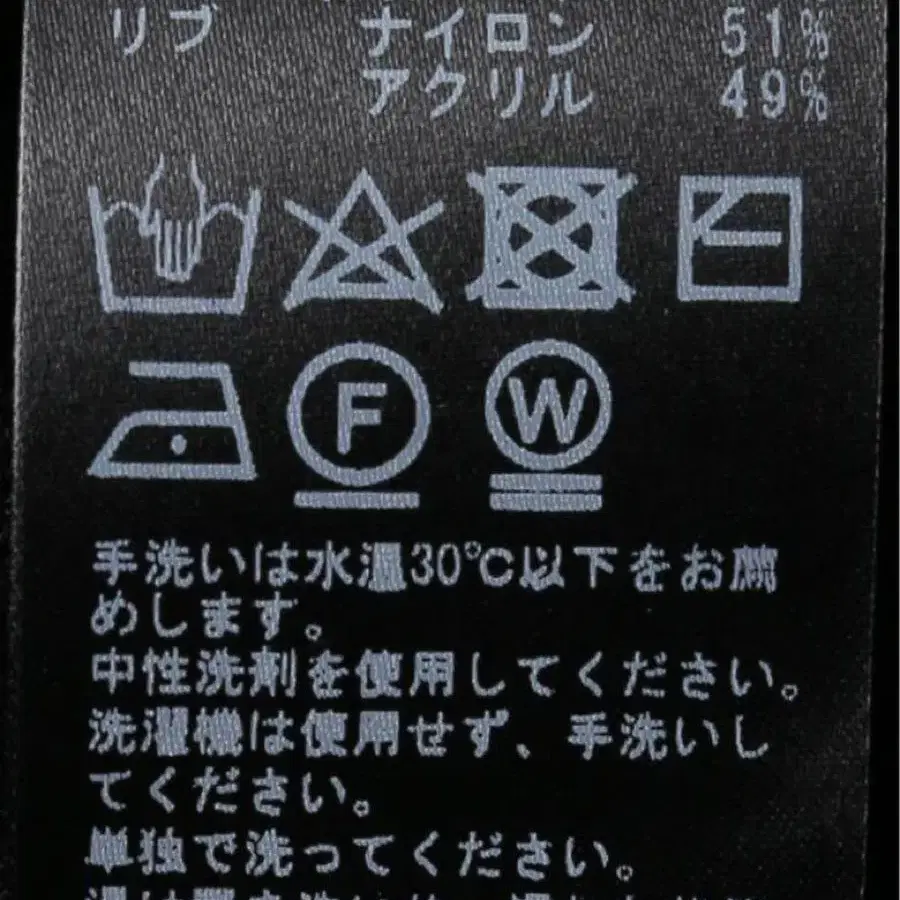 リブ ナイロン 51%
アクリル 49%
F W
手洗いは水温30℃以下をお薦
めします。
中性洗剤を使用してください。
洗濯機は使用せず、手洗いし
てください。
単独で洗ってください。